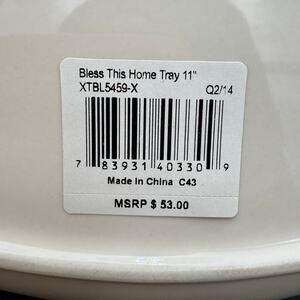 Bless This Home Tray 11"
XTBL5459-X Q2/14
7 83931 40330 9
Made in China C43
MSRP $ 53.00